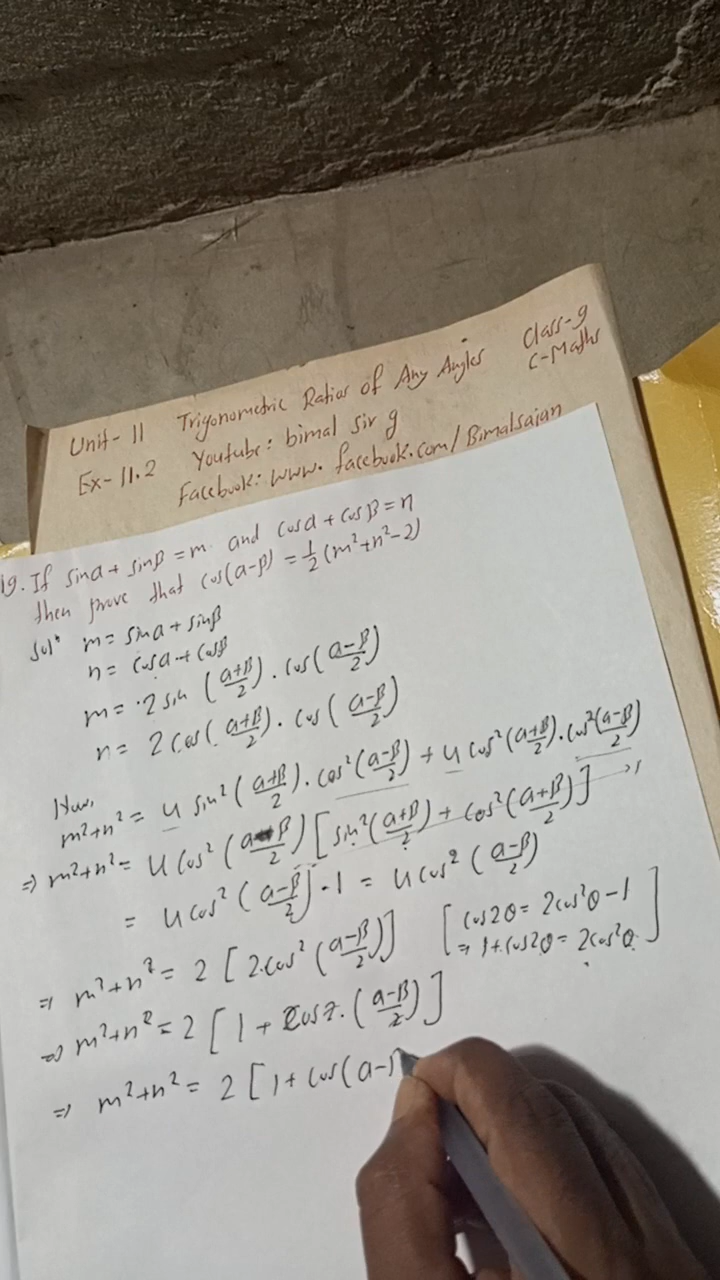 Unit- 11 Trigonometric Ratios of Any Angles Class-9
Ex- 11.2 Youtube: bimal sir g C-Maths
Facebook: www.facebook.com/Bimalsaian
19. If sinα + sinβ = m and cosα + cosβ = n
then prove that cos(α-β) = 1/2 (m²+n²-2)
Solⁿ m = sinα + sinβ
n = cosα + cosβ
m = 2 sin (α+β/2) . cos(α-β/2)
n = 2 cos(α+β/2) . cos (α-β/2)
Now,
m²+n² = 4 sin² (α+β/2) . cos² (α-β/2) + 4 cos² (α+β/2) . cos²(α-β/2)
⇒ m²+n² = 4 cos² (α-β/2) [sin² (α+β/2) + cos² (α+β/2)] → 1
= 4 cos² (α-β/2) · 1 = 4 cos² (α-β/2)
⇒ m²+n² = 2 [2.cos² (α-β/2)] [cos2θ = 2cos²θ - 1
⇒ 1+cos2θ = 2cos²θ]
⇒ m²+n² = 2 [1 + cos2.(α-β/2)]
⇒ m²+n² = 2 [1+ cos(α-